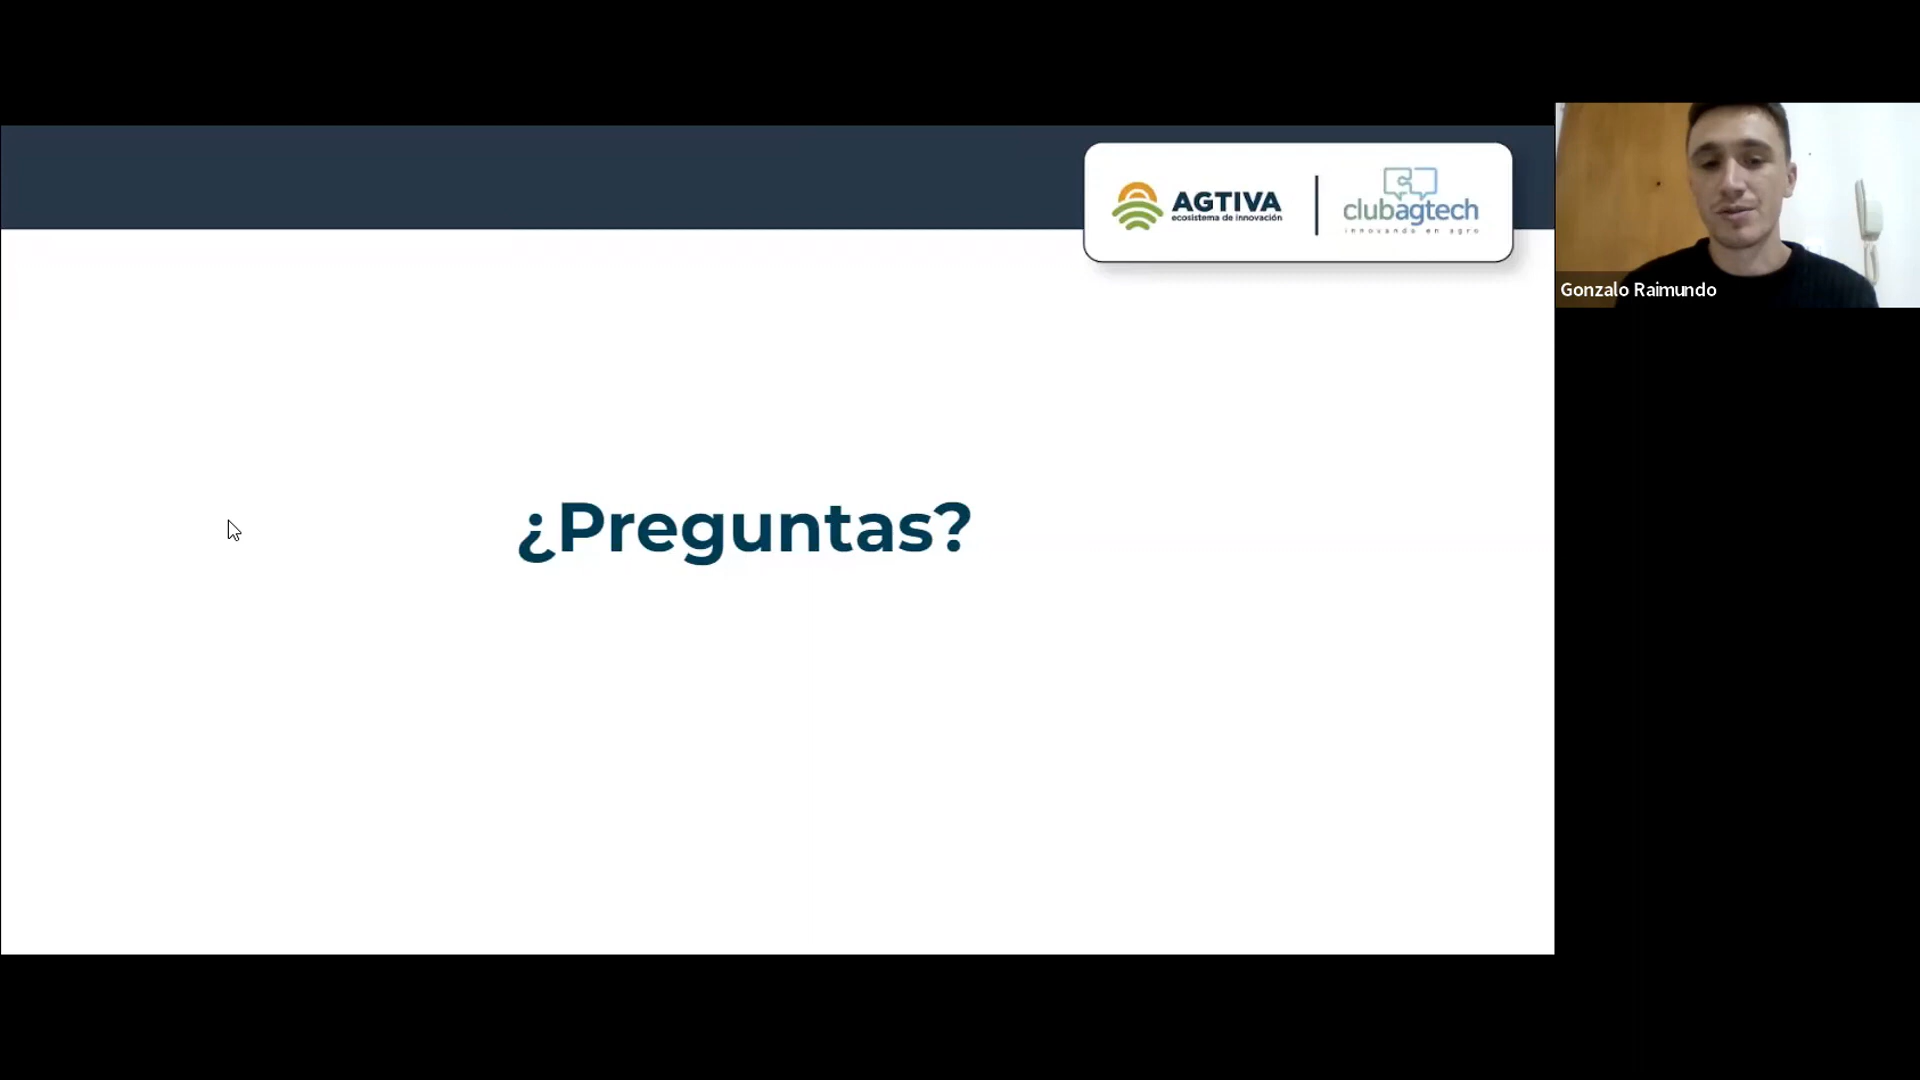 AGTIVA
ecosistema de innovación
clubagtech
innovando en agro
Gonzalo Raimundo
¿Preguntas?